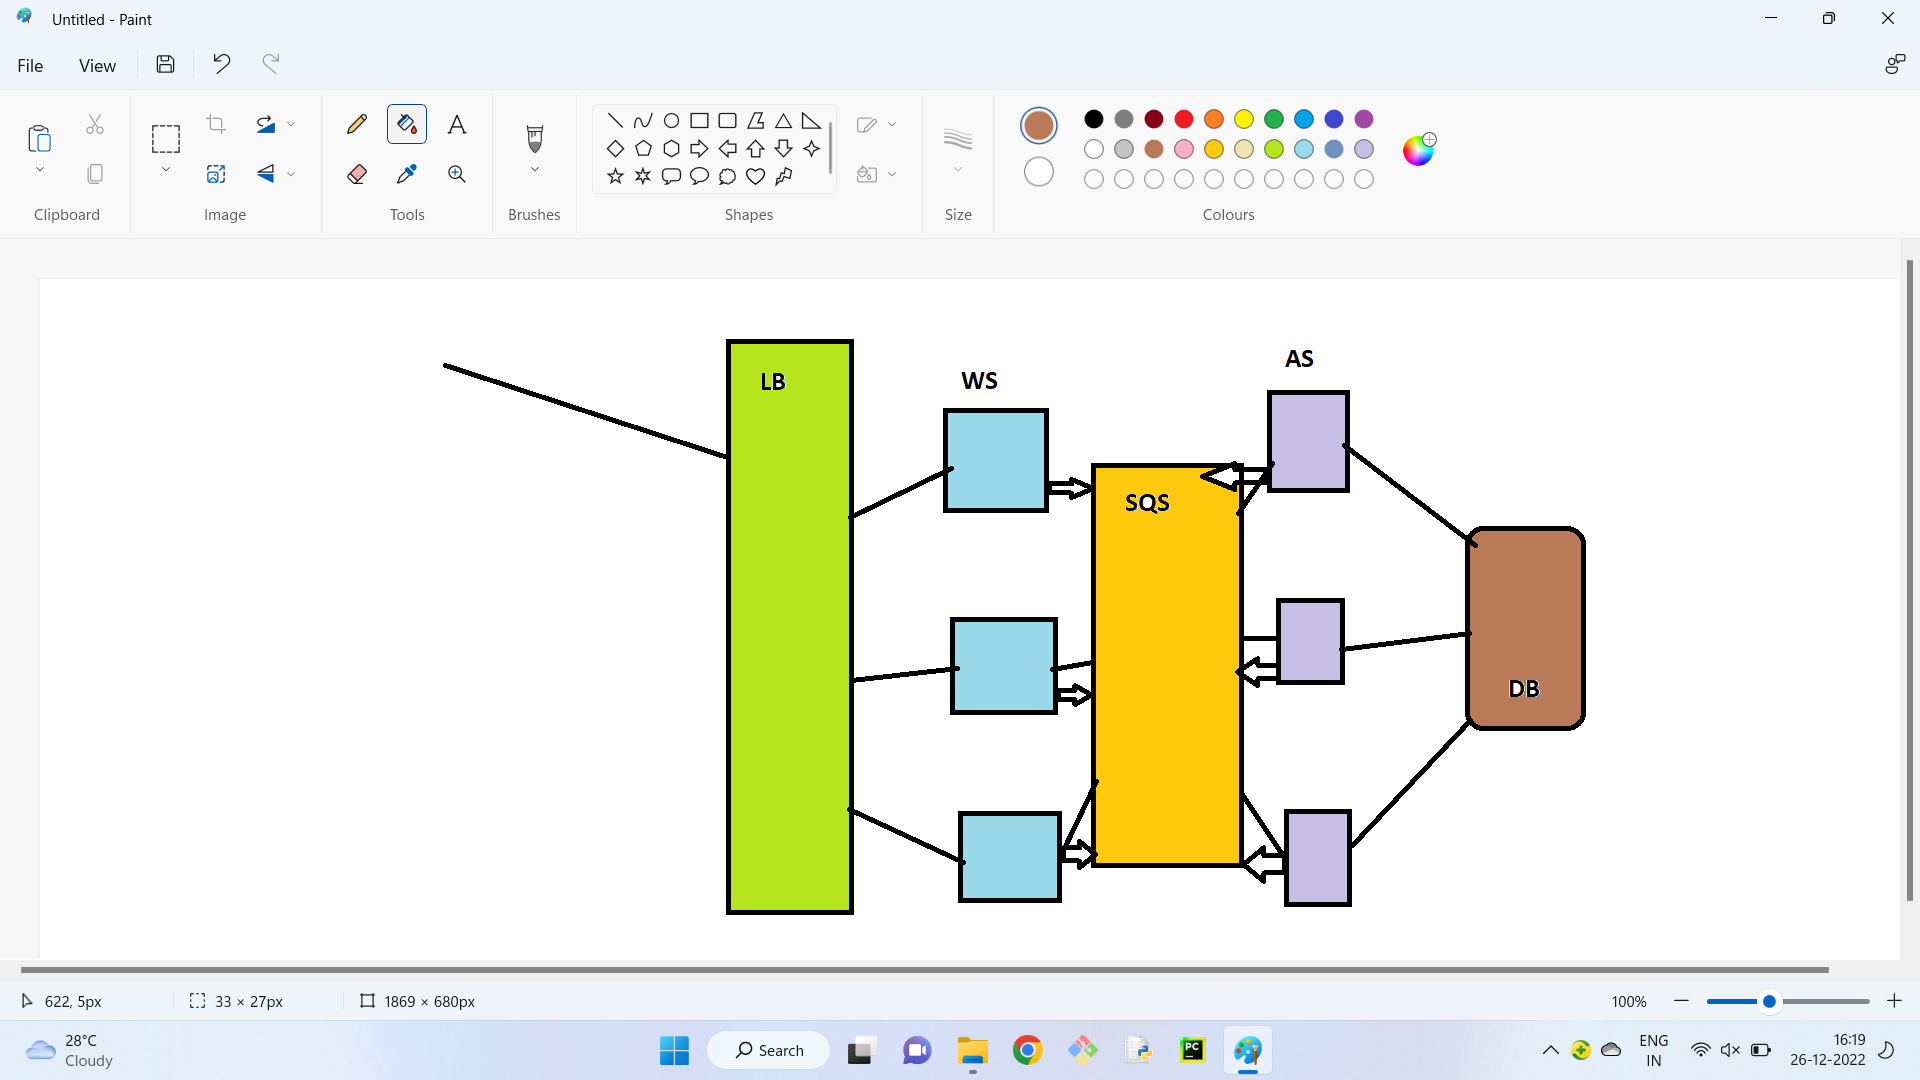 Untitled - Paint
File
View
Clipboard
Image
A
Tools
Brushes
Shapes
Size
Colours
LB
WS
AS
SQS
DB
622, 5px
33 × 27px
1869 × 680px
100%
28°C
Cloudy
Search
PC
ENG
IN
16:19
26-12-2022